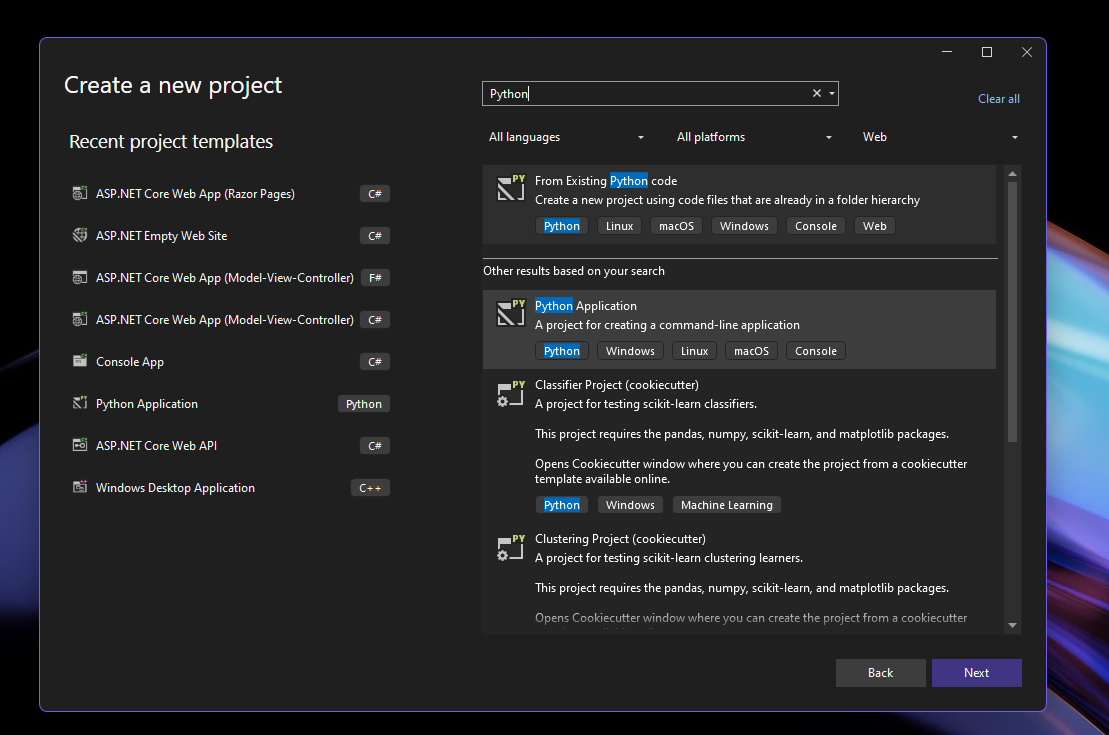 Create a new project
Python
Clear all
Recent project templates
All languages
All platforms
Web
ASP.NET Core Web App (Razor Pages)
C#
ASP.NET Empty Web Site
C#
ASP.NET Core Web App (Model-View-Controller)
F#
ASP.NET Core Web App (Model-View-Controller)
C#
Console App
C#
Python Application
Python
ASP.NET Core Web API
C#
Windows Desktop Application
C++
PY
From Existing Python code
Create a new project using code files that are already in a folder hierarchy
Python Linux macOS Windows Console Web
Other results based on your search
PY
Python Application
A project for creating a command-line application
Python Windows Linux macOS Console
PY
Classifier Project (cookiecutter)
A project for testing scikit-learn classifiers.
This project requires the pandas, numpy, scikit-learn, and matplotlib packages.
Opens Cookiecutter window where you can create the project from a cookiecutter
template available online.
Python Windows Machine Learning
PY
Clustering Project (cookiecutter)
A project for testing scikit-learn clustering learners.
This project requires the pandas, numpy, scikit-learn, and matplotlib packages.
Opens Cookiecutter window where you can create the project from a cookiecutter
Back
Next